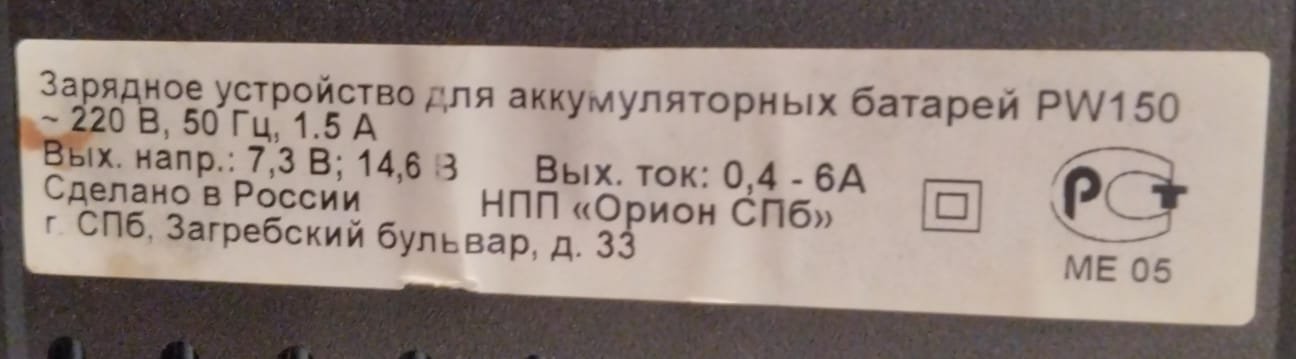 Зарядное устройство для аккумуляторных батарей PW150
~ 220 В, 50 Гц, 1.5 А
Вых. напр.: 7,3 В; 14,6 В Вых. ток: 0,4 - 6А
Сделано в России НПП «Орион СПб»
г. СПб, Загребский бульвар, д. 33
РСТ
МЕ 05